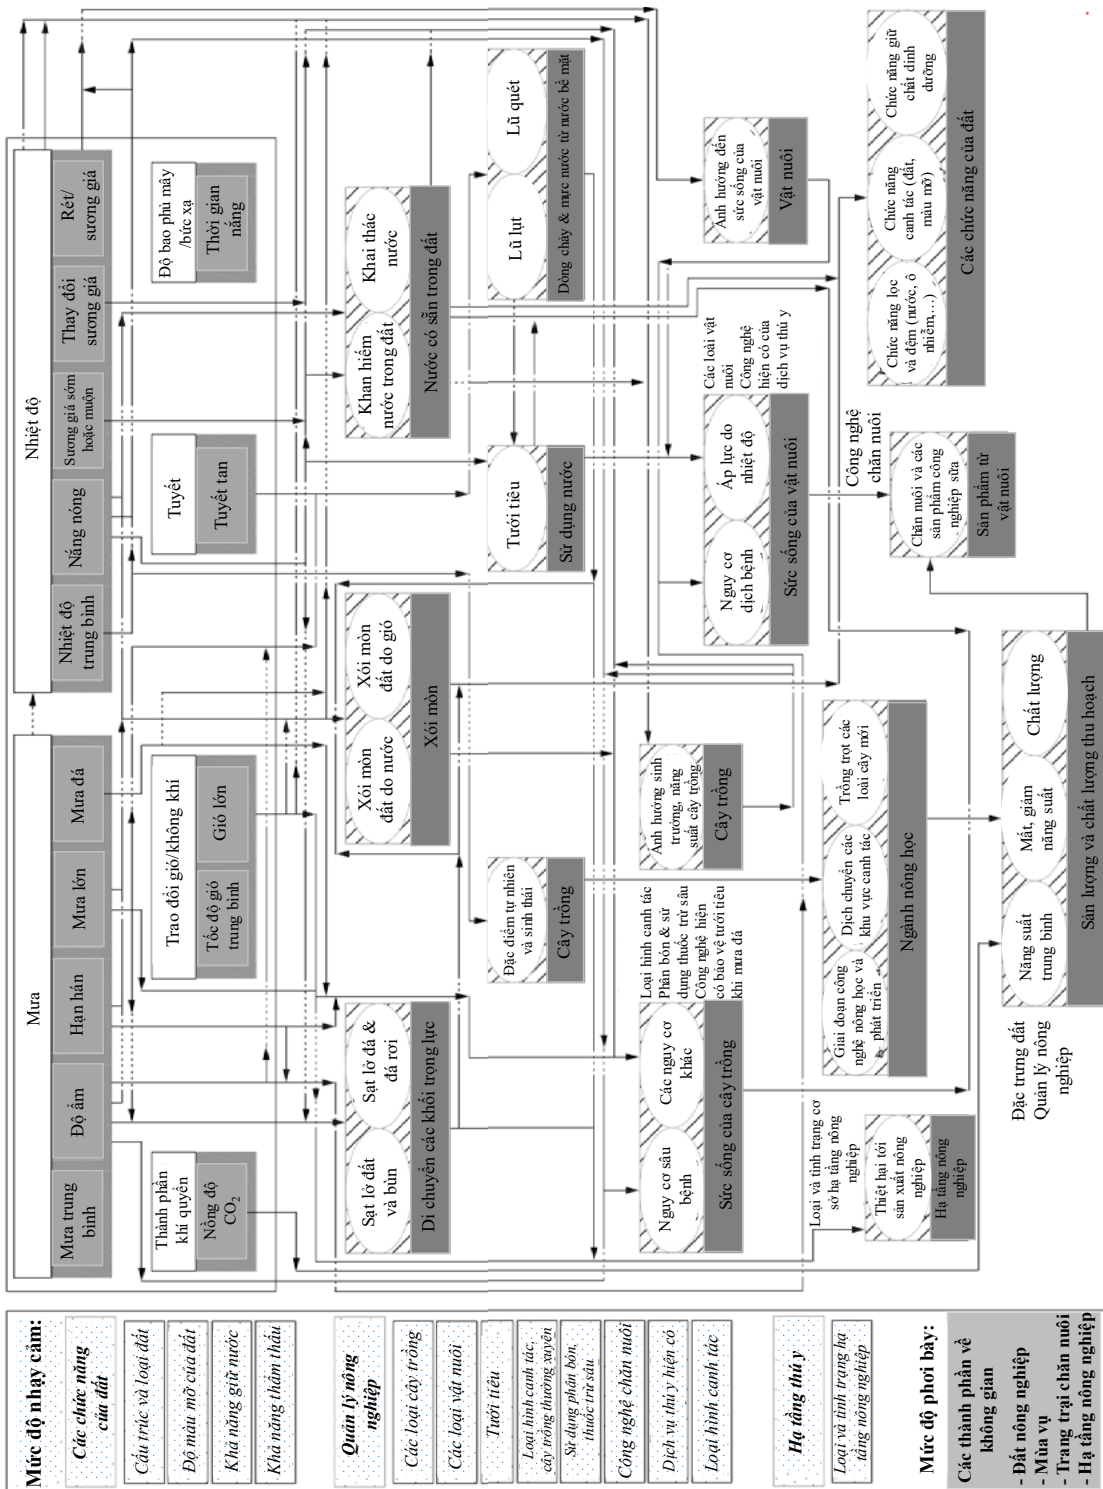 Mức độ nhạy cảm:
Các chức năng
của đất
Cấu trúc và loại đất
Độ màu mỡ của đất
Khả năng giữ nước
Khả năng thẩm thấu
Quản lý nông
nghiệp
Các loại cây trồng
Các loại vật nuôi
Tưới tiêu
Loại hình canh tác,
cây trồng thường xuyên
Sử dụng phân bón,
thuốc trừ sâu
Công nghệ chăn nuôi
Dịch vụ thú y hiện có
Loại hình canh tác
Hạ tầng thú y
Loại và tình trạng hạ
tầng nông nghiệp
Mức độ phơi bày:
Các thành phần về
không gian
- Đất nông nghiệp
- Mùa vụ
- Trang trại chăn nuôi
- Hạ tầng nông nghiệp
Mưa
Mưa trung
bình
Độ ẩm
Hạn hán
Mưa lớn
Mưa đá
Nhiệt độ
Nhiệt độ
trung bình
Nắng nóng
Sương giá sớm
hoặc muộn
Thay đổi
sương giá
Rét/
sương giá
Thành phần
khí quyển
Nồng độ
CO2
Trao đổi gió/không khí
Tốc độ gió
trung bình
Gió lớn
Tuyết
Tuyết tan
Độ bao phủ mây
/bức xạ
Thời gian
nắng
Sạt lở đất
và bùn
Sạt lở đá &
đá rơi
Di chuyển các khối trọng lực
Xói mòn
đất do nước
Xói mòn
đất do gió
Xói mòn
Khan hiếm
nước trong đất
Khai thác
nước
Nước có sẵn trong đất
Đặc điểm tự nhiên
và sinh thái
Cây trồng
Tưới tiêu
Sử dụng nước
Lũ lụt
Lũ quét
Dòng chảy & mực nước từ nước bề mặt
Nguy cơ sâu
bệnh
Các nguy cơ
khác
Sức sống của cây trồng
Loại hình canh tác
Phân bón & sử
dụng thuốc trừ sâu
Công nghệ hiện
có bảo vệ tưới tiêu
khi mưa đá
Ảnh hưởng sinh
trưởng, năng
suất cây trồng
Cây trồng
Nguy cơ
dịch bệnh
Áp lực do
nhiệt độ
Sức sống của vật nuôi
Các loài vật
nuôi
Công nghệ
hiện có của
dịch vụ thú y
Ảnh hưởng đến
sức sống của
vật nuôi
Vật nuôi
Loại và tình trạng cơ
sở hạ tầng nông
nghiệp
Thiệt hại tới
sản xuất nông
nghiệp
Hạ tầng nông
nghiệp
Giai đoạn công
nghệ nông học và
phát triển
Dịch chuyển các
khu vực canh tác
Trồng trọt các
loài cây mới
Ngành nông học
Công nghệ
chăn nuôi
Chăn nuôi và các
sản phẩm công
nghiệp sữa
Sản phẩm từ
vật nuôi
Chức năng lọc
và đệm (nước, ô
nhiễm,…)
Chức năng
canh tác (đất,
màu mỡ)
Chức năng giữ
chất dinh
dưỡng
Các chức năng của đất
Đặc trưng đất
Quản lý nông
nghiệp
Năng suất
trung bình
Mất, giảm
năng suất
Chất lượng
Sản lượng và chất lượng thu hoạch